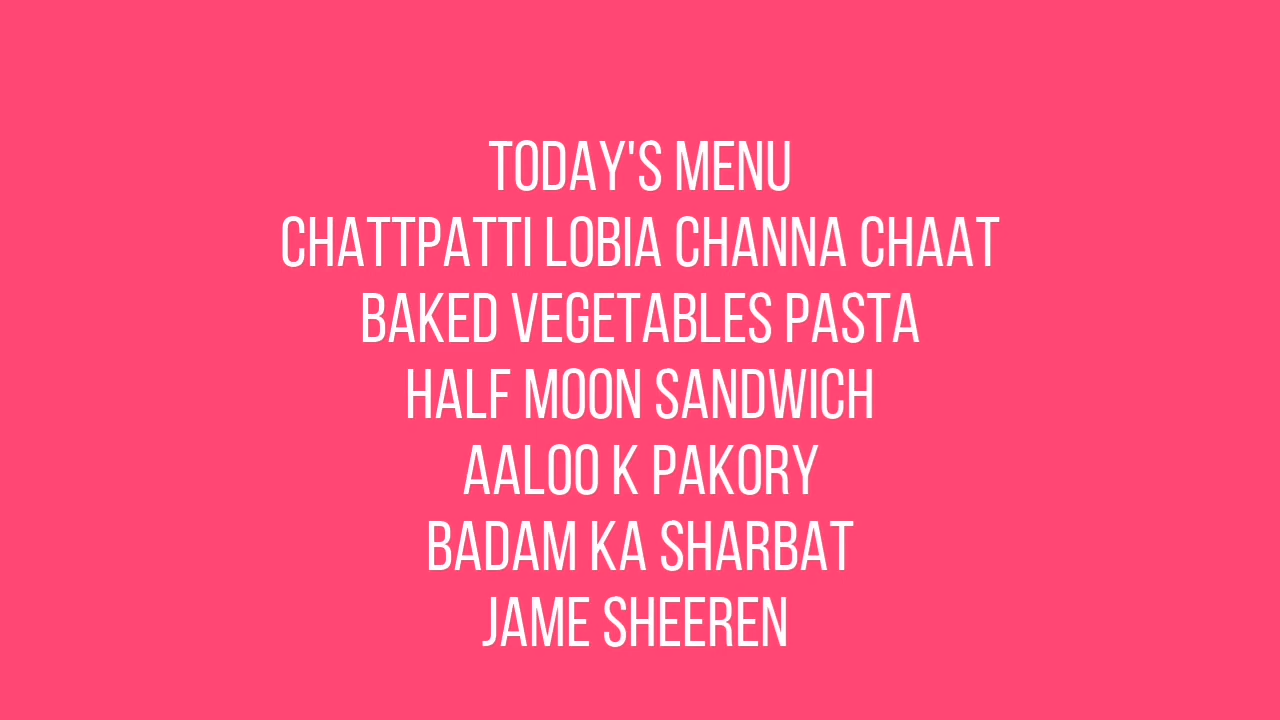 TODAY'S MENU
CHATTPATTI LOBIA CHANNA CHAAT
BAKED VEGETABLES PASTA
HALF MOON SANDWICH
AALOO K PAKORY
BADAM KA SHARBAT
JAME SHEEREN